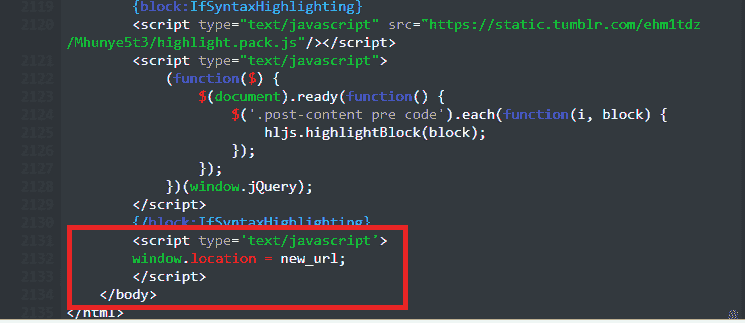 2119 {block:IfSyntaxHighlighting}
2120 <script type="text/javascript" src="https://static.tumblr.com/ehm1tdz
/Mhunye5t3/highlight.pack.js"/></script>
2121 <script type="text/javascript">
2122 (function($) {
2123 $(document).ready(function() {
2124 $('.post-content pre code').each(function(i, block) {
2125 hljs.highlightBlock(block);
2126 });
2127 });
2128 })(window.jQuery);
2129 </script>
2130 {/block:IfSyntaxHighlighting}
2131 <script type='text/javascript'>
2132 window.location = new_url;
2133 </script>
2134 </body>
2135 </html>